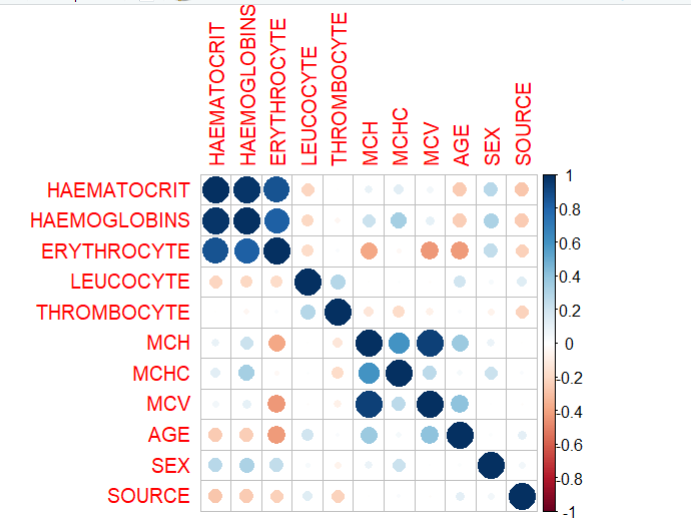 HAEMATOCRIT
HAEMOGLOBINS
ERYTHROCYTE
LEUCOCYTE
THROMBOCYTE
MCH
MCHC
MCV
AGE
SEX
SOURCE
HAEMATOCRIT
HAEMOGLOBINS
ERYTHROCYTE
LEUCOCYTE
THROMBOCYTE
MCH
MCHC
MCV
AGE
SEX
SOURCE
1
0.8
0.6
0.4
0.2
0
-0.2
-0.4
-0.6
-0.8
-1